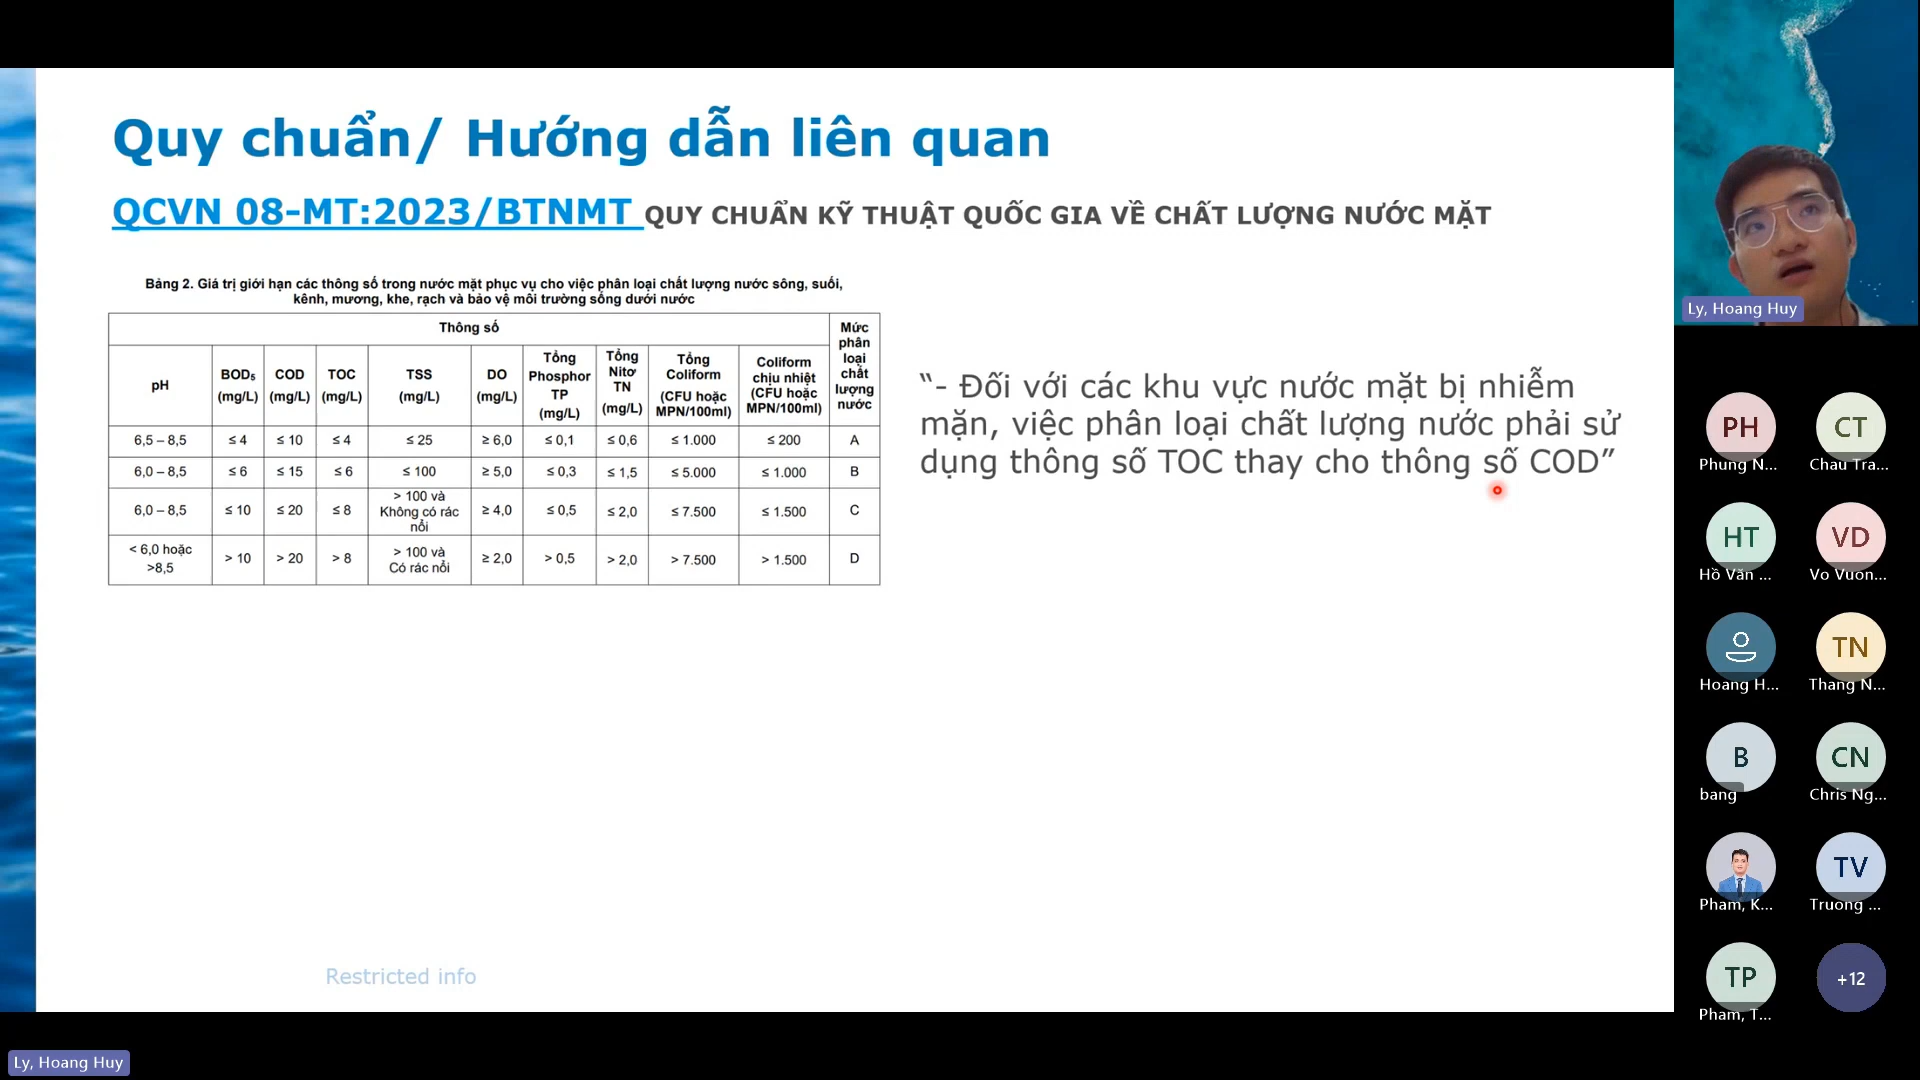 Quy chuẩn/ Hướng dẫn liên quan
QCVN 08-MT:2023/BTNMT QUY CHUẨN KỸ THUẬT QUỐC GIA VỀ CHẤT LƯỢNG NƯỚC MẶT
Bảng 2. Giá trị giới hạn các thông số trong nước mặt phục vụ cho việc phân loại chất lượng nước sông, suối,
kênh, mương, khe, rạch và bảo vệ môi trường sống dưới nước
Thông số Mức phân loại chất lượng nước
pH BOD₅ (mg/L) COD (mg/L) TOC (mg/L) TSS (mg/L) DO (mg/L) Tổng Phosphor TP (mg/L) Tổng Nitơ TN (mg/L) Tổng Coliform (CFU hoặc MPN/100ml) Coliform chịu nhiệt (CFU hoặc MPN/100ml)
6,5 – 8,5 ≤ 4 ≤ 10 ≤ 4 ≤ 25 ≥ 6,0 ≤ 0,1 ≤ 0,6 ≤ 1.000 ≤ 200 A
6,0 – 8,5 ≤ 6 ≤ 15 ≤ 6 ≤ 100 ≥ 5,0 ≤ 0,3 ≤ 1,5 ≤ 5.000 ≤ 1.000 B
6,0 – 8,5 ≤ 10 ≤ 20 ≤ 8 > 100 và Không có rác nổi ≥ 4,0 ≤ 0,5 ≤ 2,0 ≤ 7.500 ≤ 1.500 C
< 6,0 hoặc >8,5 > 10 > 20 > 8 > 100 và Có rác nổi ≥ 2,0 > 0,5 > 2,0 > 7.500 > 1.500 D
“- Đối với các khu vực nước mặt bị nhiễm
mặn, việc phân loại chất lượng nước phải sử
dụng thông số TOC thay cho thông số COD”
Restricted info
Ly, Hoang Huy
Ly, Hoang Huy
PH CT
Phung N... Chau Tra...
HT VD
Hồ Văn ... Vo Vuon...
TN
Hoang H... Thang N...
B CN
bang Chris Ng...
TV
Pham, K... Truong ...
TP +12
Pham, T...